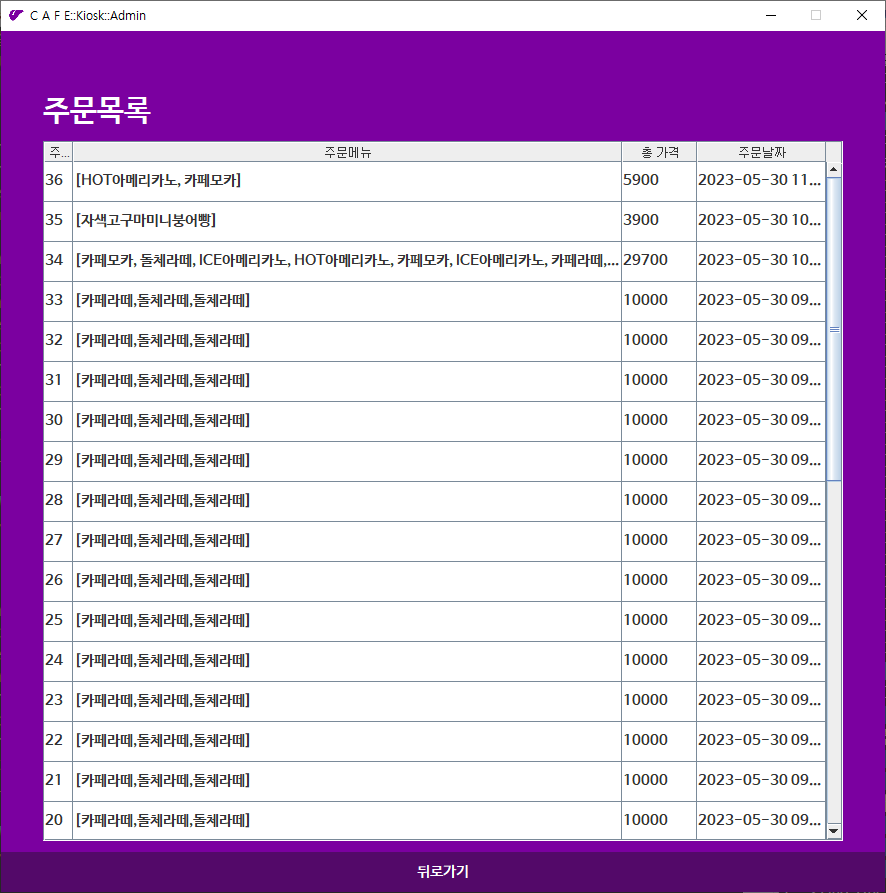 C A F E::Kiosk::Admin
주문목록
주... 주문메뉴 총 가격 주문날짜
36 [HOT아메리카노, 카페모카] 5900 2023-05-30 11...
35 [자색고구마미니붕어빵] 3900 2023-05-30 10...
34 [카페모카, 돌체라떼, ICE아메리카노, HOT아메리카노, 카페모카, ICE아메리카노, 카페라떼,... 29700 2023-05-30 10...
33 [카페라떼,돌체라떼,돌체라떼] 10000 2023-05-30 09...
32 [카페라떼,돌체라떼,돌체라떼] 10000 2023-05-30 09...
31 [카페라떼,돌체라떼,돌체라떼] 10000 2023-05-30 09...
30 [카페라떼,돌체라떼,돌체라떼] 10000 2023-05-30 09...
29 [카페라떼,돌체라떼,돌체라떼] 10000 2023-05-30 09...
28 [카페라떼,돌체라떼,돌체라떼] 10000 2023-05-30 09...
27 [카페라떼,돌체라떼,돌체라떼] 10000 2023-05-30 09...
26 [카페라떼,돌체라떼,돌체라떼] 10000 2023-05-30 09...
25 [카페라떼,돌체라떼,돌체라떼] 10000 2023-05-30 09...
24 [카페라떼,돌체라떼,돌체라떼] 10000 2023-05-30 09...
23 [카페라떼,돌체라떼,돌체라떼] 10000 2023-05-30 09...
22 [카페라떼,돌체라떼,돌체라떼] 10000 2023-05-30 09...
21 [카페라떼,돌체라떼,돌체라떼] 10000 2023-05-30 09...
20 [카페라떼,돌체라떼,돌체라떼] 10000 2023-05-30 09...
뒤로가기